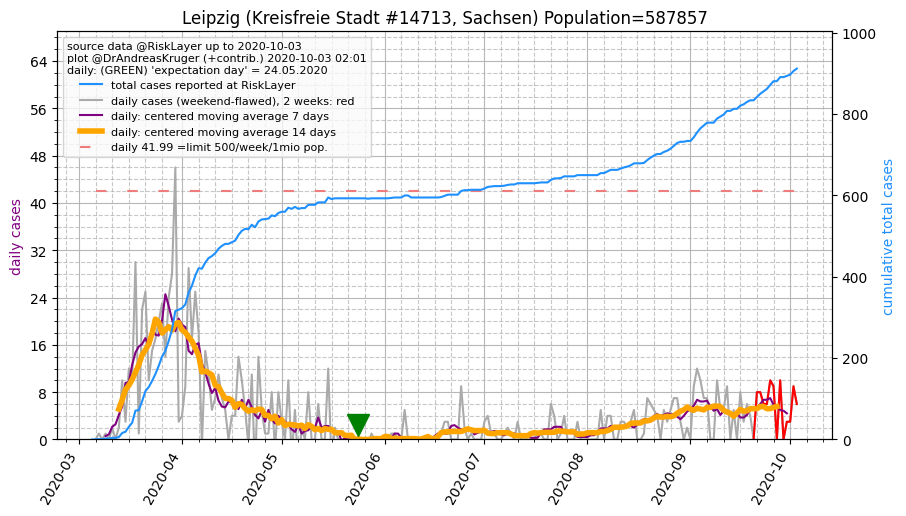 Leipzig (Kreisfreie Stadt #14713, Sachsen) Population=587857
source data @RiskLayer up to 2020-10-03
plot @DrAndreasKruger (+contrib.) 2020-10-03 02:01
daily: (GREEN) 'expectation day' = 24.05.2020
total cases reported at RiskLayer
daily cases (weekend-flawed), 2 weeks: red
daily: centered moving average 7 days
daily: centered moving average 14 days
daily 41.99 =limit 500/week/1mio pop.
daily cases
64
56
48
40
32
24
16
8
0
cumulative total cases
1000
800
600
400
200
0
2020-03
2020-04
2020-05
2020-06
2020-07
2020-08
2020-09
2020-10